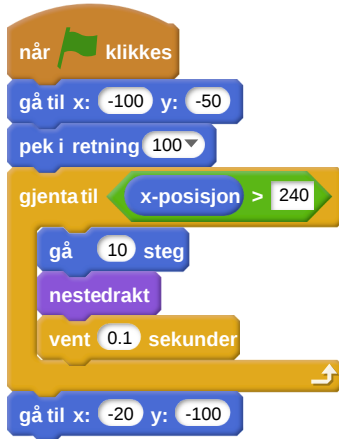 når klikkes
gå til x: -100 y: -50
pek i retning 100
gjenta til x-posisjon > 240
gå 10 steg
nestedrakt
vent 0.1 sekunder
gå til x: -20 y: -100